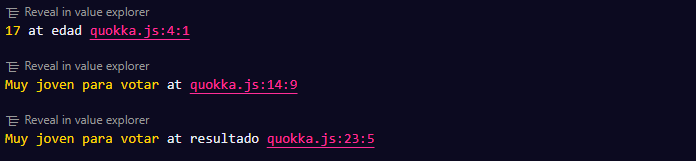 Reveal in value explorer
17 at edad quokka.js:4:1
Reveal in value explorer
Muy joven para votar at quokka.js:14:9
Reveal in value explorer
Muy joven para votar at resultado quokka.js:23:5